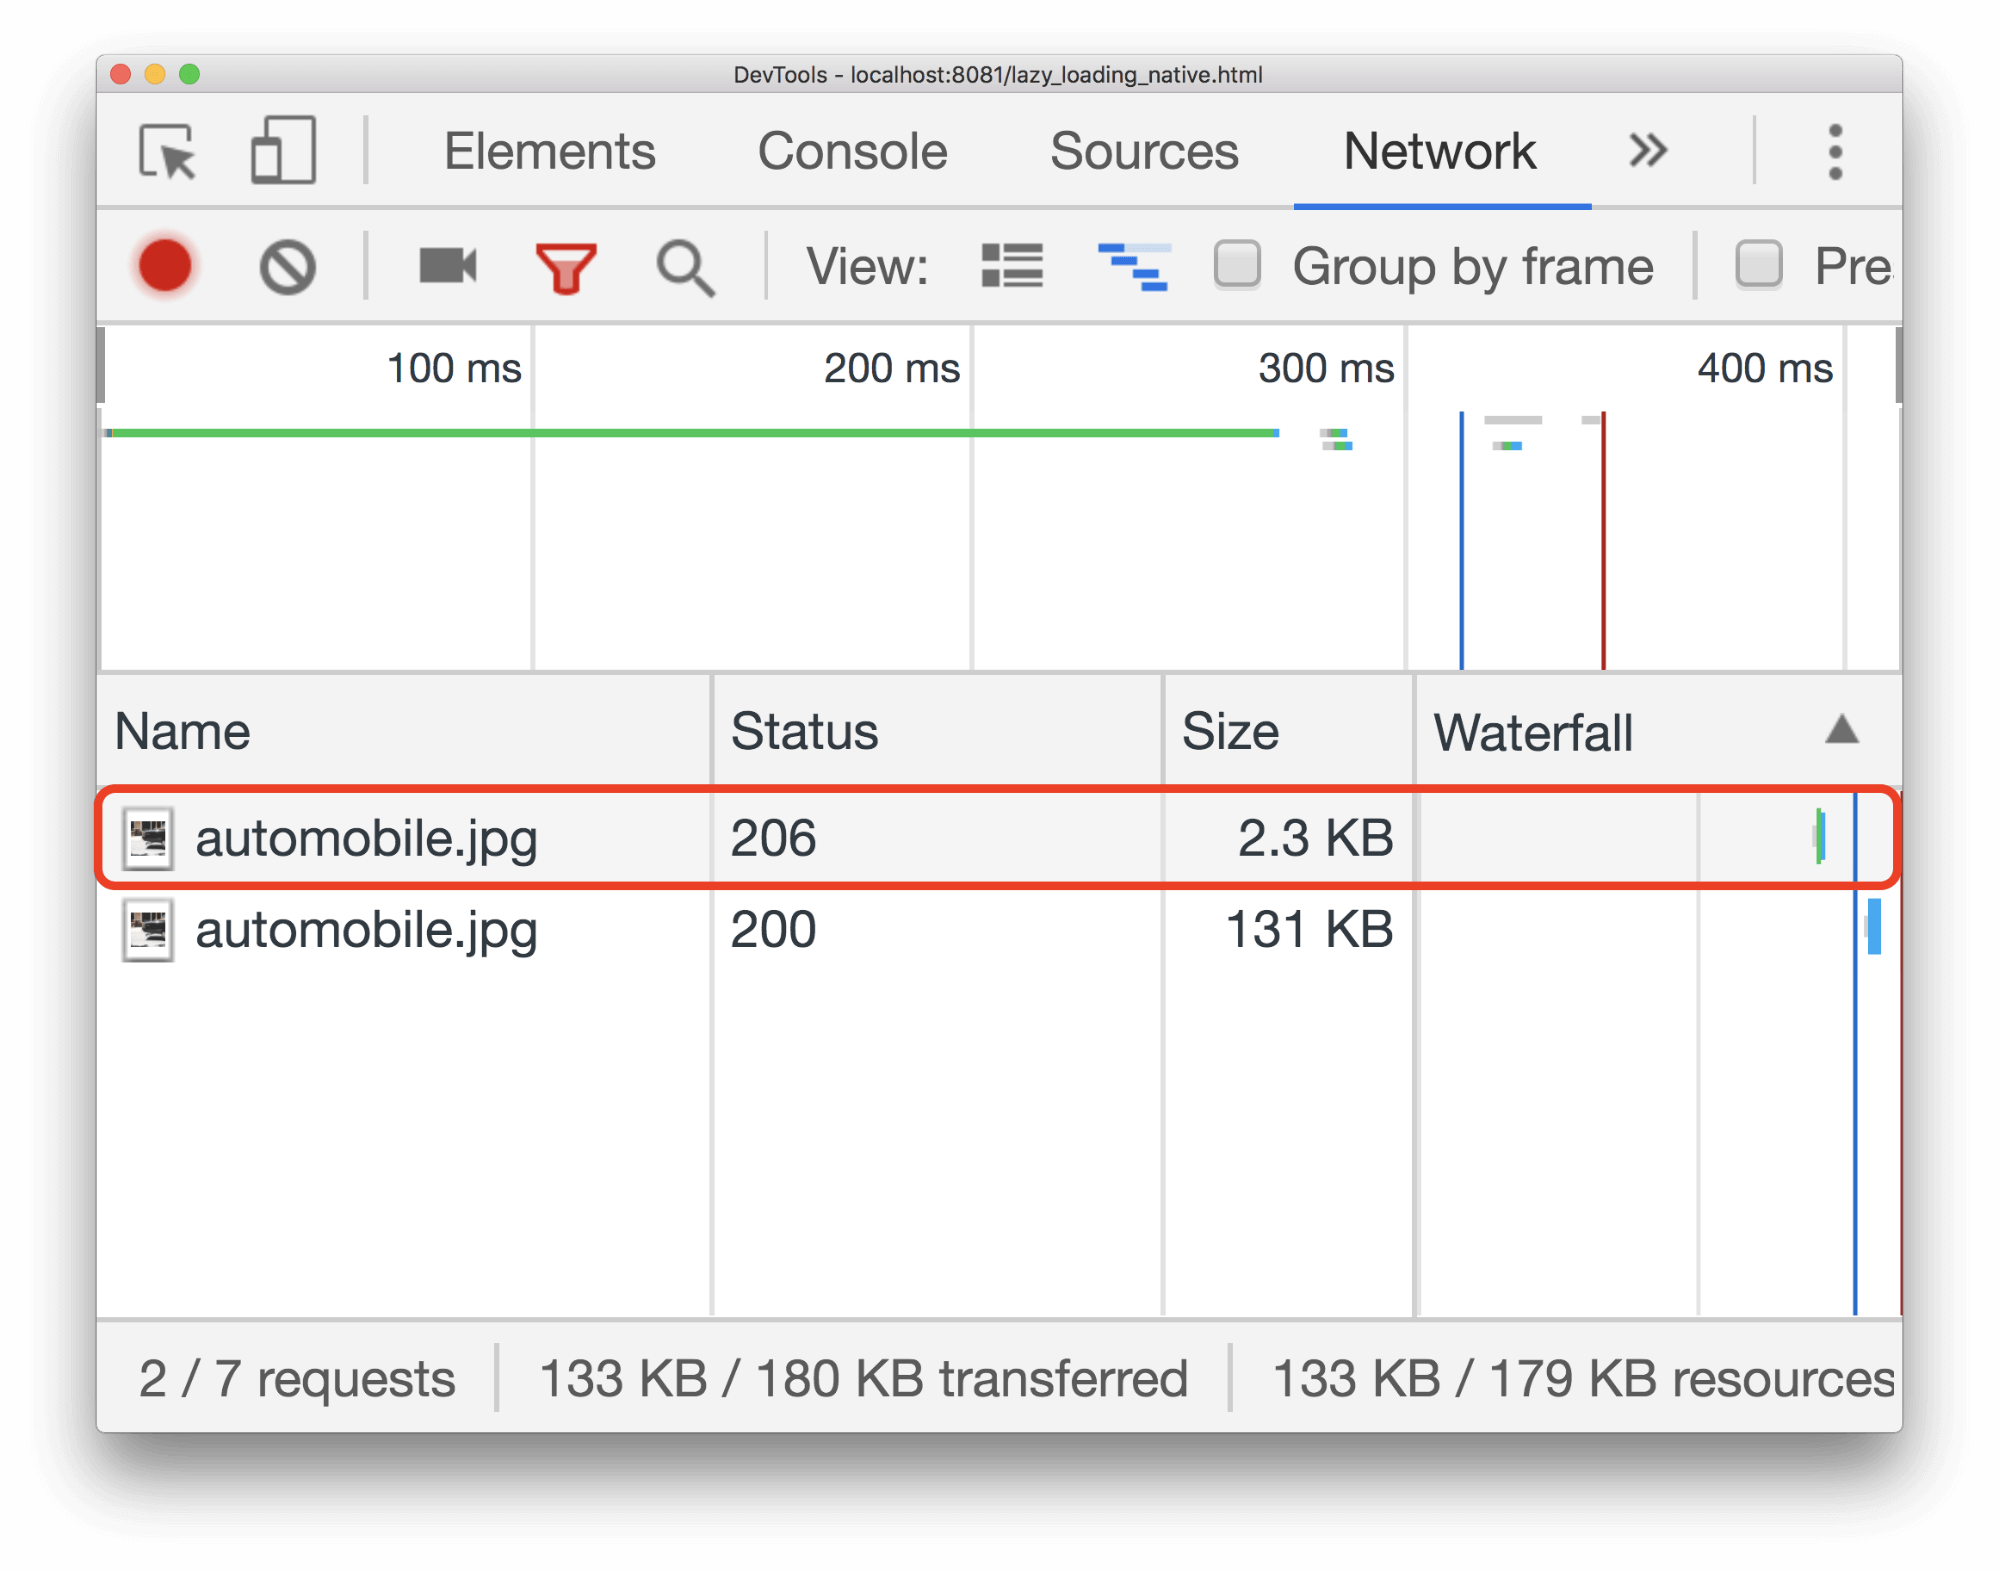 DevTools - localhost:8081/lazy_loading_native.html
Elements Console Sources Network
View: Group by frame Pre
100 ms 200 ms 300 ms 400 ms
Name Status Size Waterfall
automobile.jpg 206 2.3 KB
automobile.jpg 200 131 KB
2 / 7 requests 133 KB / 180 KB transferred 133 KB / 179 KB resources